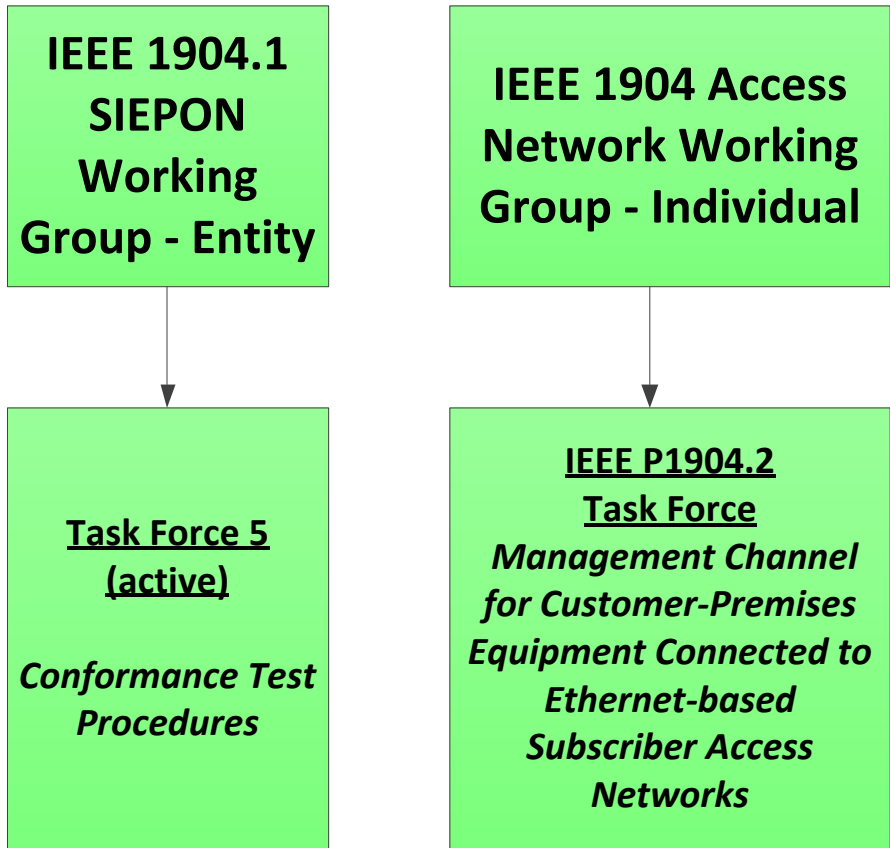 IEEE 1904.1
SIEPON
Working
Group - Entity
IEEE 1904 Access
Network Working
Group - Individual
Task Force 5
(active)
Conformance Test
Procedures
IEEE P1904.2
Task Force
Management Channel
for Customer-Premises
Equipment Connected to
Ethernet-based
Subscriber Access
Networks